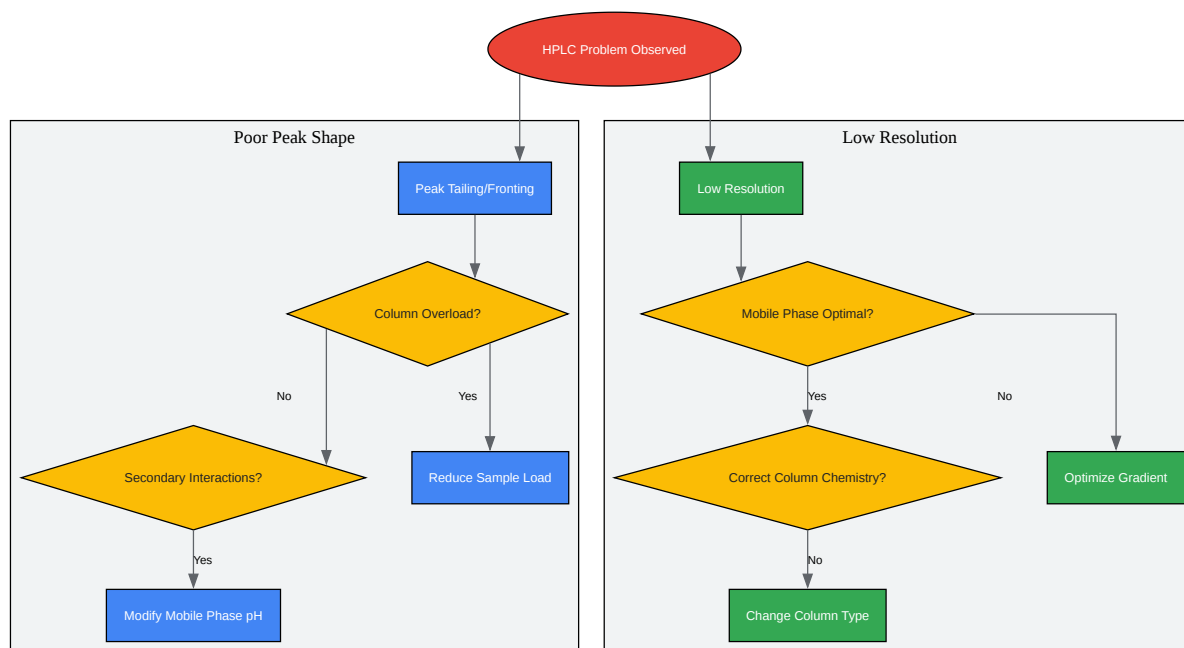 HPLC Problem Observed
Poor Peak Shape
Low Resolution
Peak Tailing/Fronting
Low Resolution
Column Overload?
Mobile Phase Optimal?
No
Yes
Yes
No
Secondary Interactions?
Reduce Sample Load
Correct Column Chemistry?
Optimize Gradient
Yes
No
Modify Mobile Phase pH
Change Column Type